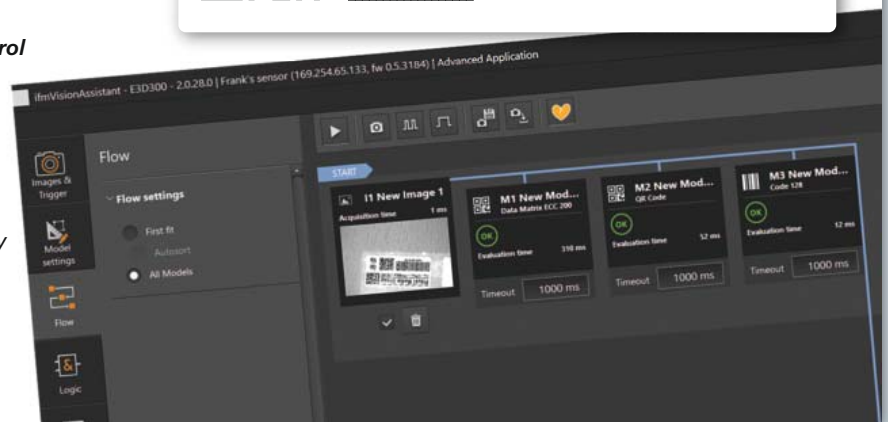 rol
y
ifmVisionAssistant - E3D300 - 2.0.28.0 | Frank's sensor (169.254.65.133, fw 0.5.3184) | Advanced Application
Images & Trigger
Model settings
Flow
Logic
Flow
Flow settings
First fit
Autosort
All Models
START
I1 New Image 1
Acquisition time 1 ms
M1 New Mod...
Data Matrix ECC 200
OK
Evaluation time 310 ms
Timeout 1000 ms
M2 New Mod...
QR Code
OK
Evaluation time 52 ms
Timeout 1000 ms
M3 New Mod...
Code 128
OK
Evaluation time 12 ms
Timeout 1000 ms